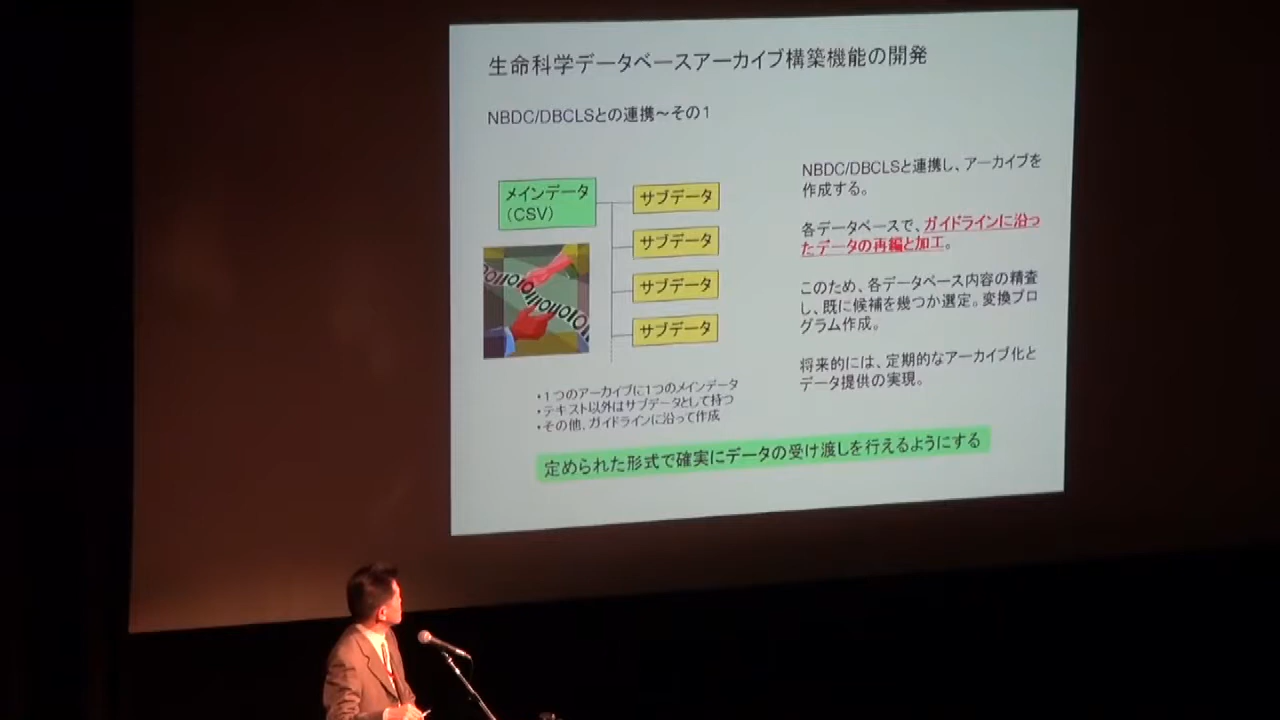 生命科学データベースアーカイブ構築機能の開発
NBDC/DBCLSとの連携～その1
メインデータ
(CSV)
サブデータ
サブデータ
サブデータ
サブデータ
・1つのアーカイブに1つのメインデータ
・テキスト以外はサブデータとして持つ
・その他、ガイドラインに沿って作成
NBDC/DBCLSと連携し、アーカイブを
作成する。
各データベースで、ガイドラインに沿っ
たデータの再編と加工。
このため、各データベース内容の精査
し、既に候補を幾つか選定。変換プロ
グラム作成。
将来的には、定期的なアーカイブ化と
データ提供の実現。
定められた形式で確実にデータの受け渡しを行えるようにする